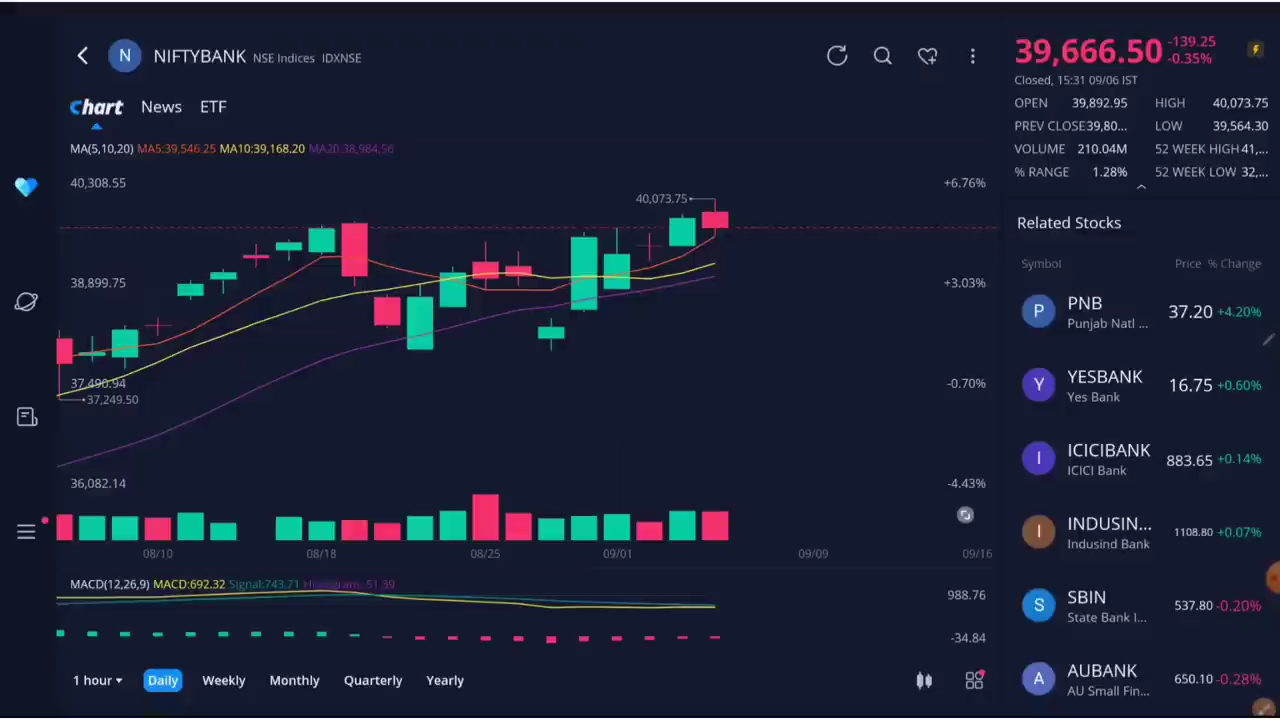 N NIFTYBANK NSE Indices IDXNSE
Chart News ETF
MA(5,10,20) MA5:39,546.25 MA10:39,168.20 MA20:38,984.56
40,308.55 +6.76%
40,073.75
38,899.75 +3.03%
37,490.94 -0.70%
37,249.50
36,082.14 -4.43%
08/10 08/18 08/25 09/01 09/09 09/16
MACD(12,26,9) MACD:692.32 Signal:743.71 Histogram:-51.39
988.76
-34.84
1 hour Daily Weekly Monthly Quarterly Yearly
39,666.50 -139.25
-0.35%
Closed, 15:31 09/06 IST
OPEN 39,892.95 HIGH 40,073.75
PREV CLOSE39,80... LOW 39,564.30
VOLUME 210.04M 52 WEEK HIGH41,...
% RANGE 1.28% 52 WEEK LOW 32,...
Related Stocks
Symbol Price % Change
P PNB 37.20 +4.20%
Punjab Natl ...
Y YESBANK 16.75 +0.60%
Yes Bank
I ICICIBANK 883.65 +0.14%
ICICI Bank
I INDUSIN... 1108.80 +0.07%
Indusind Bank
S SBIN 537.80 -0.20%
State Bank I...
A AUBANK 650.10 -0.28%
AU Small Fin...